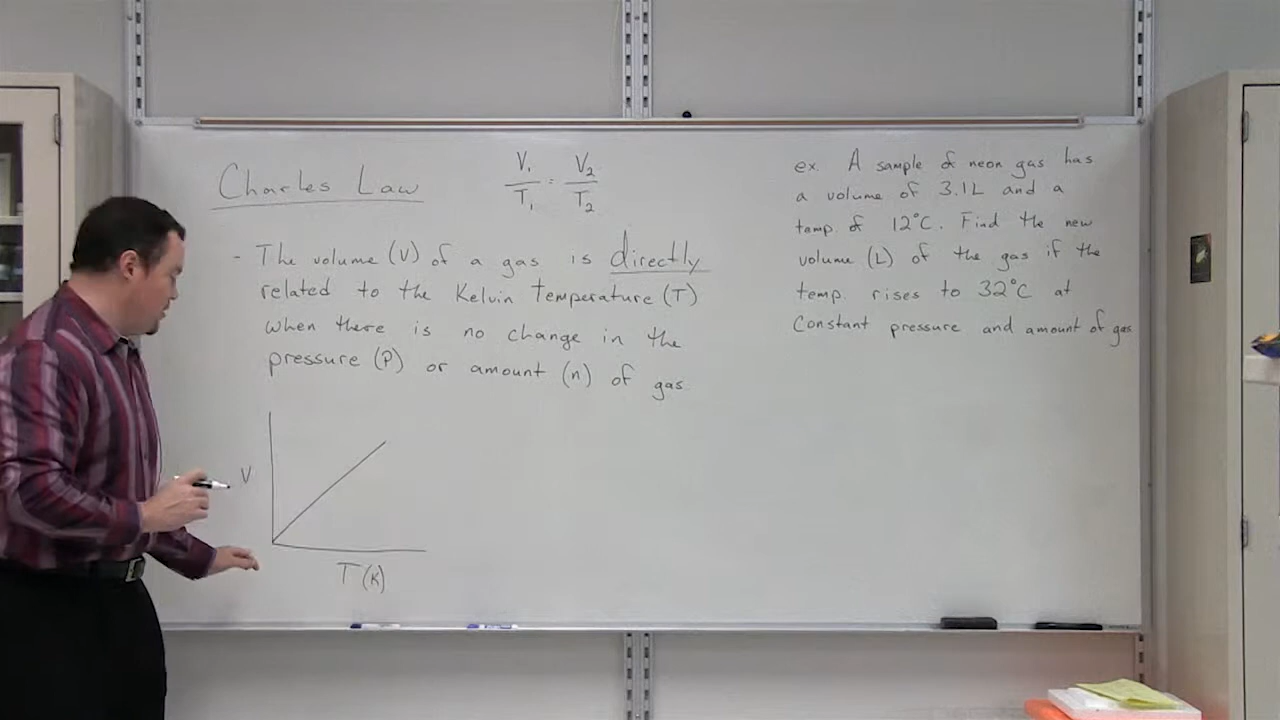 Charles Law
V₁ V₂
T₁ = T₂
- The volume (V) of a gas is directly
related to the Kelvin Temperature (T)
when there is no change in the
pressure (P) or amount (n) of gas.
V
T (K)
ex. A sample of neon gas has
a volume of 3.1L and a
temp. of 12°C. Find the new
volume (L) of the gas if the
temp. rises to 32°C at
Constant pressure and amount of gas